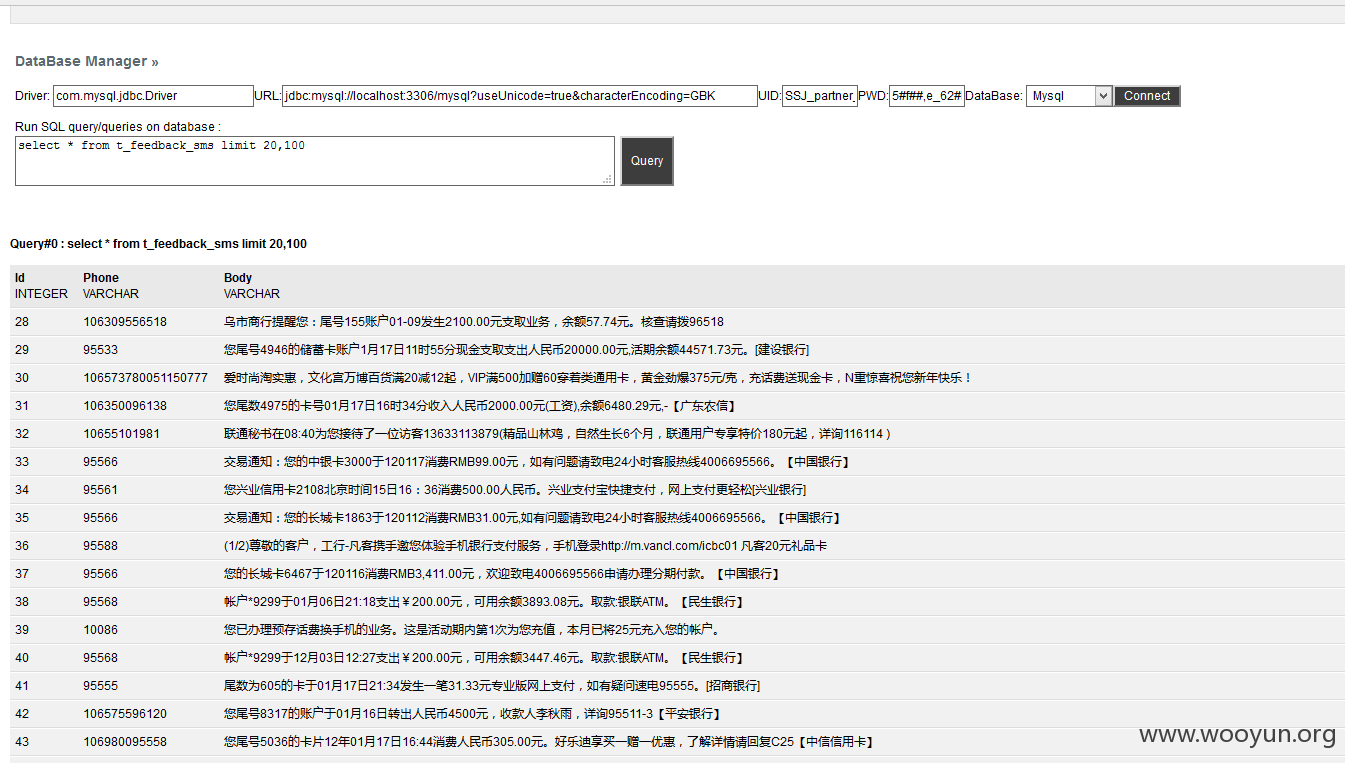 DataBase Manager »
Driver: com.mysql.jdbc.Driver URL: jdbc:mysql://localhost:3306/mysql?useUnicode=true&characterEncoding=GBK UID: SSJ_partner_ PWD: 5#f##,e_62# DataBase: Mysql Connect
Run SQL query/queries on database :
select * from t_feedback_sms limit 20,100
Query
Query#0 : select * from t_feedback_sms limit 20,100
Id Phone Body
INTEGER VARCHAR VARCHAR
28 106309556518 乌市商行提醒您：尾号155账户01-09发生2100.00元支取业务，余额57.74元。核查请拨96518
29 95533 您尾号4946的储蓄卡账户1月17日11时55分现金支取支出人民币20000.00元,活期余额44571.73元。[建设银行]
30 106573780051150777 爱时尚淘实惠，文化宫万博百货满20减12起，VIP满500加赠60穿着类通用卡，黄金劲爆375元/克，充话费送现金卡，N重惊喜祝您新年快乐！
31 106350096138 您尾数4975的卡号01月17日16时34分收入人民币2000.00元(工资),余额6480.29元,-【广东农信】
32 10655101981 联通秘书在08:40为您接待了一位访客13633113879(精品山林鸡，自然生长6个月，联通用户专享特价180元起，详询116114 )
33 95566 交易通知：您的中银卡3000于120117消费RMB99.00元，如有问题请致电24小时客服热线4006695566。【中国银行】
34 95561 您兴业信用卡2108北京时间15日16：36消费500.00人民币。兴业支付宝快捷支付，网上支付更轻松[兴业银行]
35 95566 交易通知：您的长城卡1863于120112消费RMB31.00元,如有问题请致电24小时客服热线4006695566。【中国银行】
36 95588 (1/2)尊敬的客户，工行-凡客携手邀您体验手机银行支付服务，手机登录http://m.vancl.com/icbc01 凡客20元礼品卡
37 95566 您的长城卡6467于120116消费RMB3,411.00元，欢迎致电4006695566申请办理分期付款。【中国银行】
38 95568 帐户*9299于01月06日21:18支出￥200.00元，可用余额3893.08元。取款:银联ATM。【民生银行】
39 10086 您已办理预存话费换手机的业务。这是活动期内第1次为您充值，本月已将25元充入您的帐户。
40 95568 帐户*9299于12月03日12:27支出￥200.00元，可用余额3447.46元。取款:银联ATM。【民生银行】
41 95555 尾数为605的卡于01月17日21:34发生一笔31.33元专业版网上支付，如有疑问速电95555。[招商银行]
42 106575596120 您尾号8317的账户于01月16日转出人民币4500元，收款人李秋雨，详询95511-3【平安银行】
43 106980095558 您尾号5036的卡片12年01月17日16:44消费人民币305.00元。好乐迪享买一赠一优惠，了解详情请回复C25【中信信用卡】
www.wooyun.org